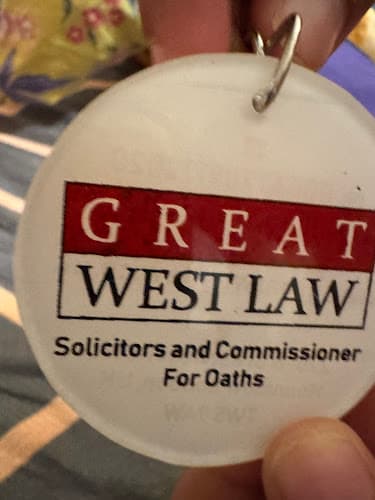 GREAT
WEST LAW
Solicitors and Commissioner
For Oaths